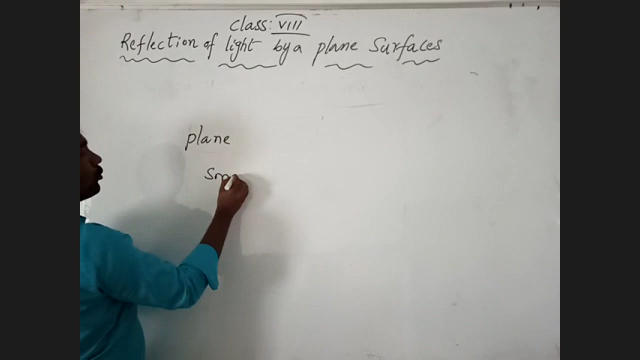 Class: VIII
Reflection of light by a plane Surfaces
plane
Sm